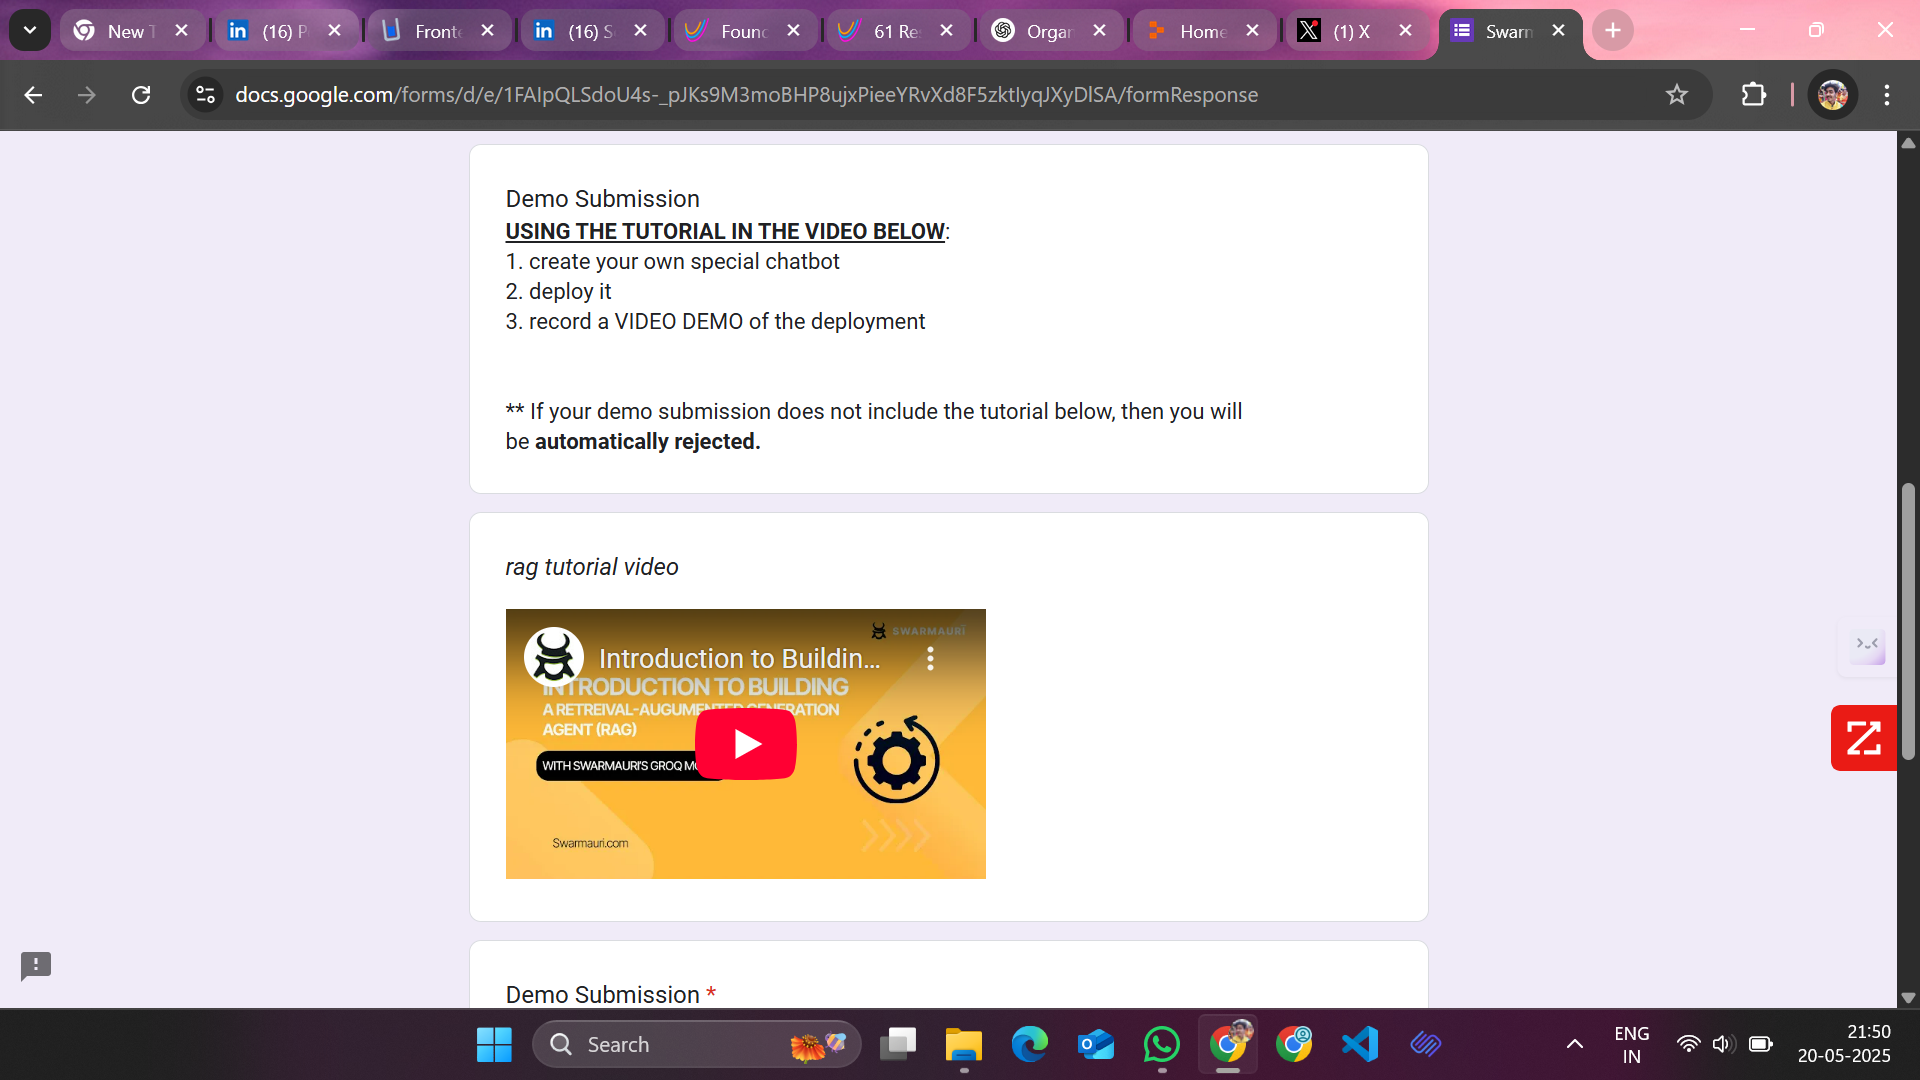 New T
(16) P
Fronte
(16) S
Found
61 Re
Organ
Home
(1) X
Swarm
docs.google.com/forms/d/e/1FAIpQLSdoU4s-_pJKs9M3moBHP8ujxPieeYRvXd8F5zktIyqJXyDlSA/formResponse
Demo Submission
USING THE TUTORIAL IN THE VIDEO BELOW:
1. create your own special chatbot
2. deploy it
3. record a VIDEO DEMO of the deployment
** If your demo submission does not include the tutorial below, then you will
be automatically rejected.
rag tutorial video
SWARMAURI
Introduction to Buildin...
INTRODUCTION TO BUILDING
A RETREIVAL-AUGUMENTED GENERATION
AGENT (RAG)
WITH SWARMAURI'S GROQ MO
Swarmauri.com
Demo Submission *
Search
ENG
IN
21:50
20-05-2025